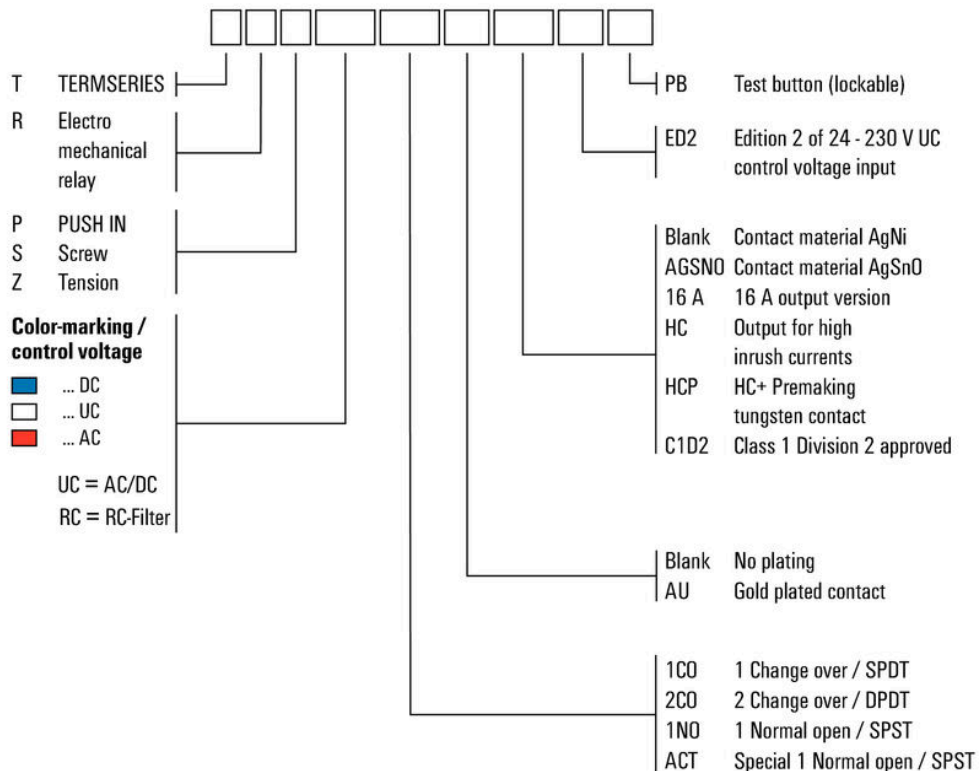 T TERMSERIES
R Electro
mechanical
relay
P PUSH IN
S Screw
Z Tension
Color-marking /
control voltage
... DC
... UC
... AC
UC = AC/DC
RC = RC-Filter
PB Test button (lockable)
ED2 Edition 2 of 24 - 230 V UC
control voltage input
Blank Contact material AgNi
AGSNO Contact material AgSnO
16 A 16 A output version
HC Output for high
inrush currents
HCP HC+ Premaking
tungsten contact
C1D2 Class 1 Division 2 approved
Blank No plating
AU Gold plated contact
1CO 1 Change over / SPDT
2CO 2 Change over / DPDT
1NO 1 Normal open / SPST
ACT Special 1 Normal open / SPST